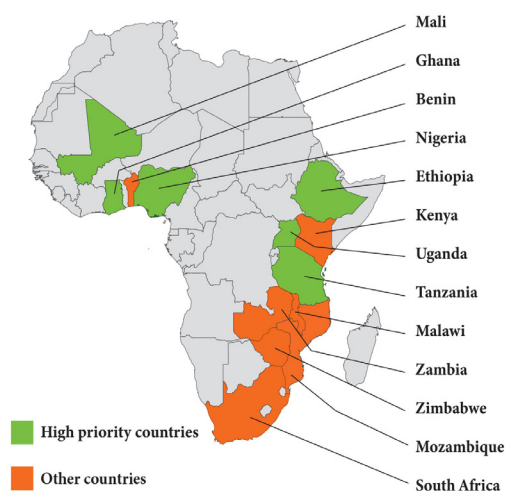 Mali
Ghana
Benin
Nigeria
Ethiopia
Kenya
Uganda
Tanzania
Malawi
Zambia
Zimbabwe
Mozambique
South Africa
High priority countries
Other countries